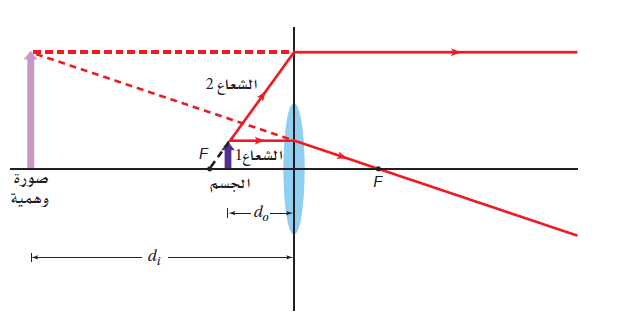 الشعاع 2
F
الشعاع 1
F
صورة
وهمية
الجسم
dₒ
dᵢ